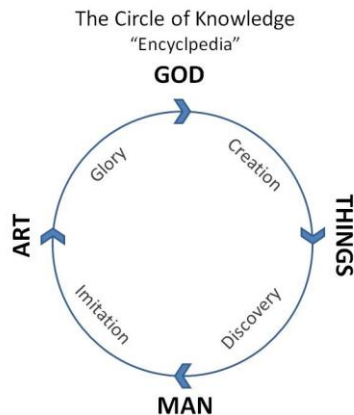 The Circle of Knowledge
“Encyclpedia”
GOD
Creation
THINGS
Discovery
MAN
Imitation
ART
Glory